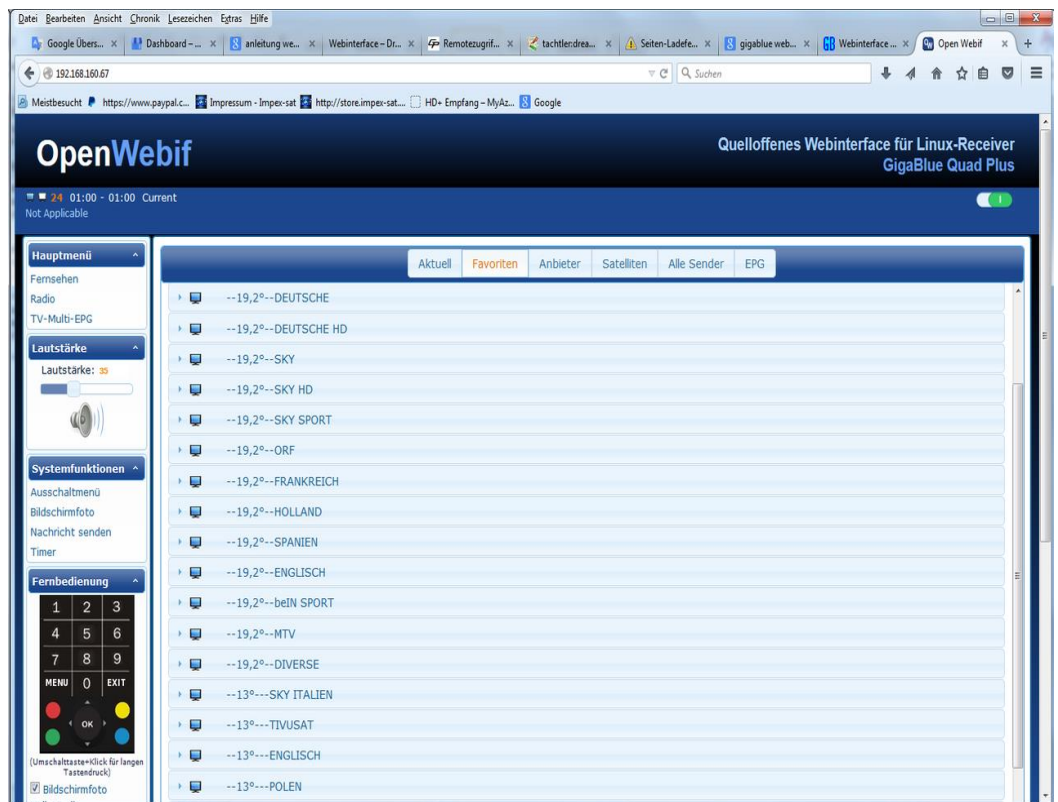 Datei Bearbeiten Ansicht Chronik Lesezeichen Extras Hilfe
Google Übers... Dashboard – ... anleitung we... Webinterface – Dr... Remotezugrif... tachtler:drea... Seiten-Ladefe... gigablue web... Webinterface ... Open Webif
192.168.160.67
Suchen
Meistbesucht https://www.paypal.c... Impressum - Impex-sat http://store.impex-sat.... HD+ Empfang – MyAz... Google
OpenWebif
Quelloffenes Webinterface für Linux-Receiver
GigaBlue Quad Plus
24 01:00 - 01:00 Current
Not Applicable
Hauptmenü
Fernsehen
Radio
TV-Multi-EPG
Lautstärke
Lautstärke: 35
Systemfunktionen
Ausschaltmenü
Bildschirmfoto
Nachricht senden
Timer
Fernbedienung
1 2 3
4 5 6
7 8 9
MENU 0 EXIT
OK
(Umschalttaste+Klick für langen
Tastendruck)
Bildschirmfoto
Aktuell Favoriten Anbieter Satelliten Alle Sender EPG
--19,2°--DEUTSCHE
--19,2°--DEUTSCHE HD
--19,2°--SKY
--19,2°--SKY HD
--19,2°--SKY SPORT
--19,2°--ORF
--19,2°--FRANKREICH
--19,2°--HOLLAND
--19,2°--SPANIEN
--19,2°--ENGLISCH
--19,2°--beIN SPORT
--19,2°--MTV
--19,2°--DIVERSE
--13°---SKY ITALIEN
--13°---TIVUSAT
--13°---ENGLISCH
--13°---POLEN